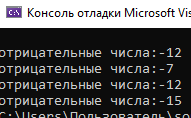 Консоль отладки Microsoft Vis
отрицательные числа:-12
отрицательные числа:-7
отрицательные числа:-12
отрицательные числа:-15
C:\Users\Пользователь\so